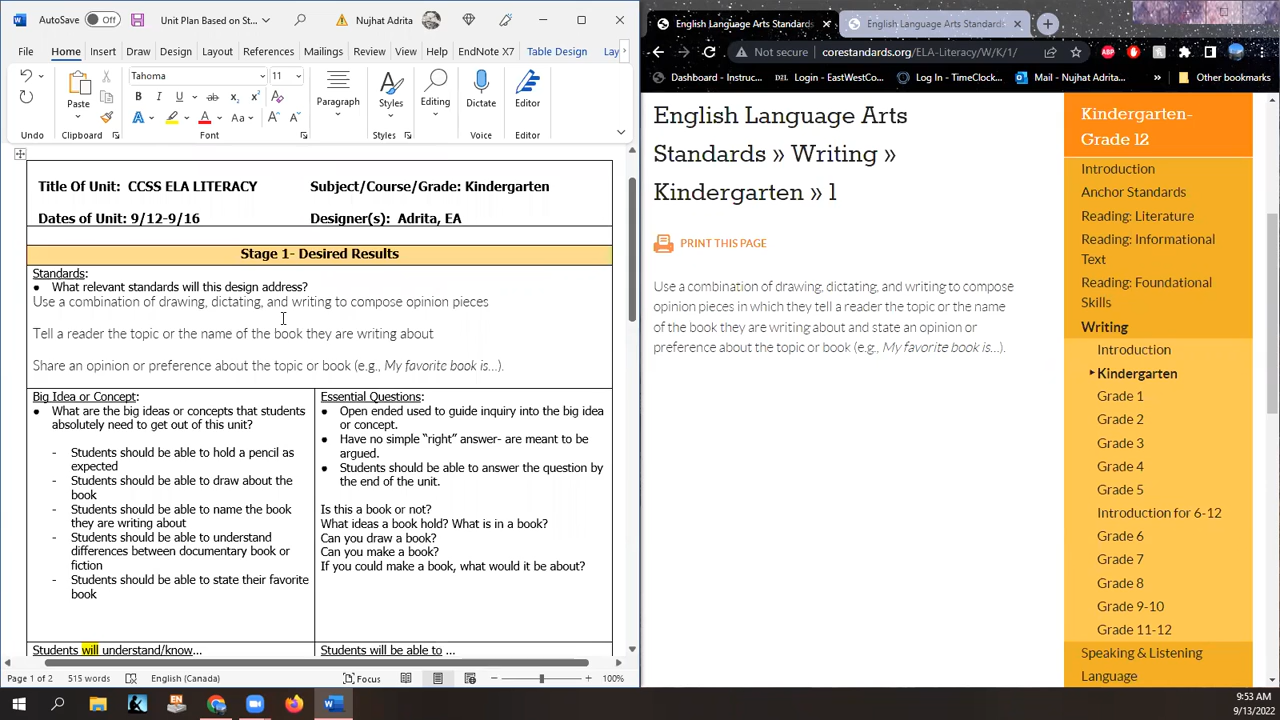 AutoSave Off Unit Plan Based on St... Nujhat Adrita
File Home Insert Draw Design Layout References Mailings Review View Help EndNote X7 Table Design Lay
Tahoma 11
Paste Paragraph Styles Editing Dictate Editor
Undo Clipboard Font Styles Voice Editor
Title Of Unit: CCSS ELA LITERACY Subject/Course/Grade: Kindergarten
Dates of Unit: 9/12-9/16 Designer(s): Adrita, EA
Stage 1- Desired Results
Standards:
● What relevant standards will this design address?
Use a combination of drawing, dictating, and writing to compose opinion pieces
Tell a reader the topic or the name of the book they are writing about
Share an opinion or preference about the topic or book (e.g., My favorite book is...).
Big Idea or Concept:
● What are the big ideas or concepts that students
absolutely need to get out of this unit?
- Students should be able to hold a pencil as
expected
- Students should be able to draw about the
book
- Students should be able to name the book
they are writing about
- Students should be able to understand
differences between documentary book or
fiction
- Students should be able to state their favorite
book
Essential Questions:
● Open ended used to guide inquiry into the big idea
or concept.
● Have no simple “right” answer- are meant to be
argued.
● Students should be able to answer the question by
the end of the unit.
Is this a book or not?
What ideas a book hold? What is in a book?
Can you draw a book?
Can you make a book?
If you could make a book, what would it be about?
Students will understand/know...
Students will be able to ...
Page 1 of 2 515 words English (Canada) Focus 100%
English Language Arts Standards English Language Arts Standards
Not secure corestandards.org/ELA-Literacy/W/K/1/
Dashboard - Instruc... Login - EastWestCo... Log In - TimeClock... Mail - Nujhat Adrita... Other bookmarks
English Language Arts
Standards » Writing »
Kindergarten » 1
PRINT THIS PAGE
Use a combination of drawing, dictating, and writing to compose
opinion pieces in which they tell a reader the topic or the name
of the book they are writing about and state an opinion or
preference about the topic or book (e.g., My favorite book is...).
Kindergarten-
Grade 12
Introduction
Anchor Standards
Reading: Literature
Reading: Informational
Text
Reading: Foundational
Skills
Writing
Introduction
Kindergarten
Grade 1
Grade 2
Grade 3
Grade 4
Grade 5
Introduction for 6-12
Grade 6
Grade 7
Grade 8
Grade 9-10
Grade 11-12
Speaking & Listening
Language
9:53 AM
9/13/2022